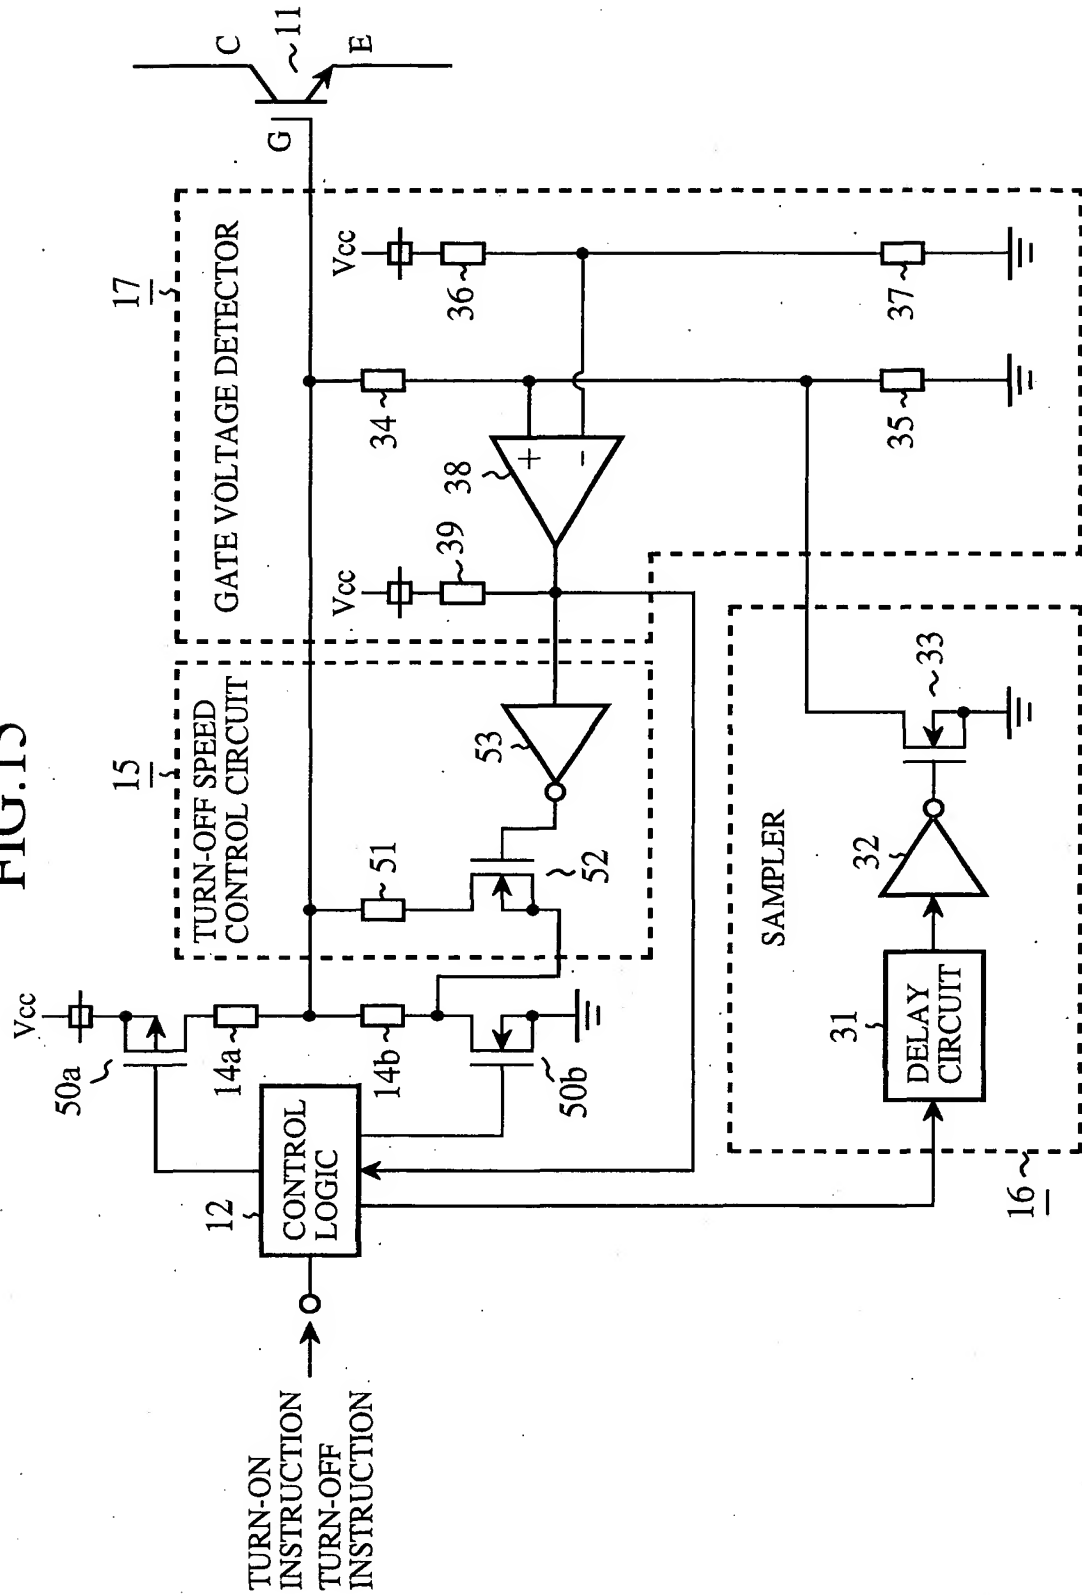 FIG.15
TURN-ON
INSTRUCTION
TURN-OFF
INSTRUCTION
12
CONTROL
LOGIC
Vcc
50a
14a
14b
50b
15
TURN-OFF SPEED
CONTROL CIRCUIT
51
52
53
17
GATE VOLTAGE DETECTOR
Vcc
39
38
+
-
34
35
Vcc
36
37
G
C
11
E
16
SAMPLER
31
DELAY
CIRCUIT
32
33